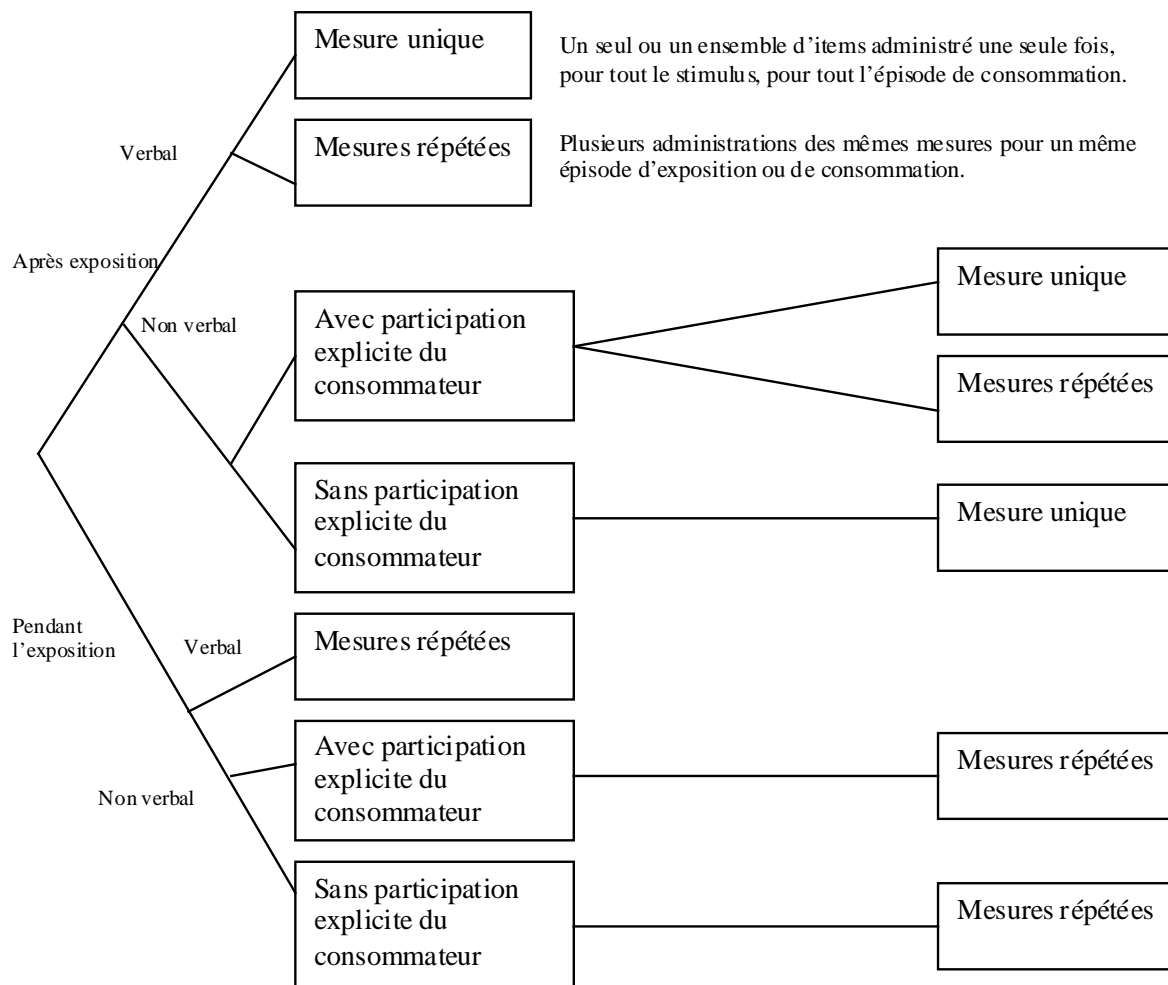 Mesure unique
Un seul ou un ensemble d'items administré une seule fois,
pour tout le stimulus, pour tout l'épisode de consommation.
Verbal
Mesures répétées
Plusieurs administrations des mêmes mesures pour un même
épisode d'exposition ou de consommation.
Après exposition
Non verbal
Avec participation
explicite du
consommateur
Mesure unique
Mesures répétées
Sans participation
explicite du
consommateur
Mesure unique
Pendant
l'exposition
Verbal
Mesures répétées
Non verbal
Avec participation
explicite du
consommateur
Mesures répétées
Sans participation
explicite du
consommateur
Mesures répétées